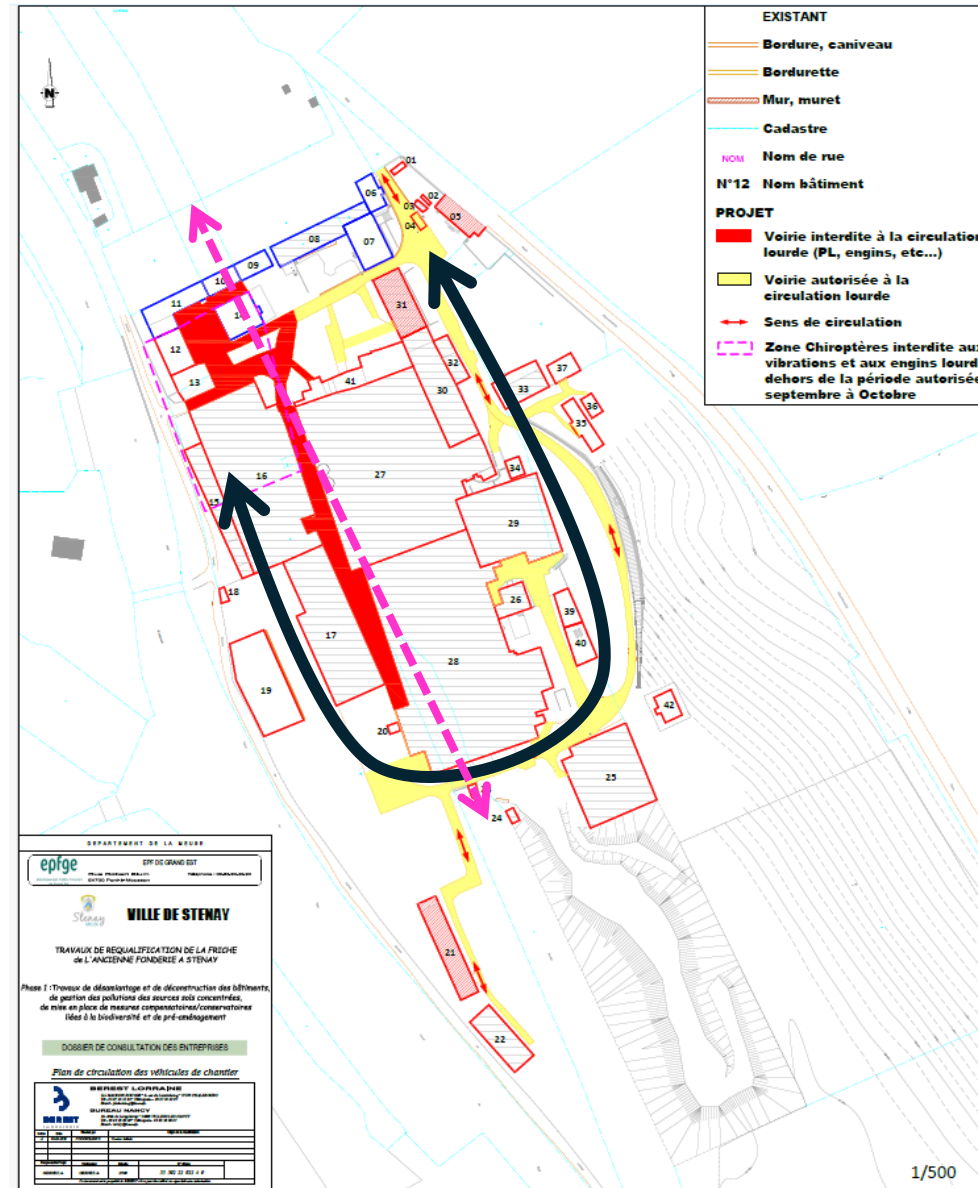 EXISTANT
Bordure, caniveau
Bordurette
Mur, muret
Cadastre
NOM Nom de rue
N°12 Nom bâtiment
PROJET
Voirie interdite à la circulation
lourde (PL, engins, etc...)
Voirie autorisée à la
circulation lourde
Sens de circulation
Zone Chiroptères interdite aux
vibrations et aux engins lourd
dehors de la période autorisée
septembre à Octobre
N
01
02
03
04
05
06
07
08
09
10
11
12
13
15
16
17
18
19
20
21
22
24
25
26
27
28
29
30
31
32
33
34
35
36
37
39
40
41
42
DEPARTEMENT DE LA MEUSE
epfge
EPF DE GRAND EST
Stenay
VILLE DE STENAY
TRAVAUX DE REQUALIFICATION DE LA FRICHE
de L'ANCIENNE FONDERIE A STENAY
Phase 1 :Travaux de désamiantage et de déconstruction des bâtiments,
de gestion des pollutions des sources sols concentrées,
de mise en place de mesures compensatoires/conservatoires
liées à la biodiversité et de pré-aménagement
DOSSIER DE CONSULTATION DES ENTREPRISES
Plan de circulation des véhicules de chantier
BEREST LORRAINE
BUREAU NANCY
BEREST
1/500